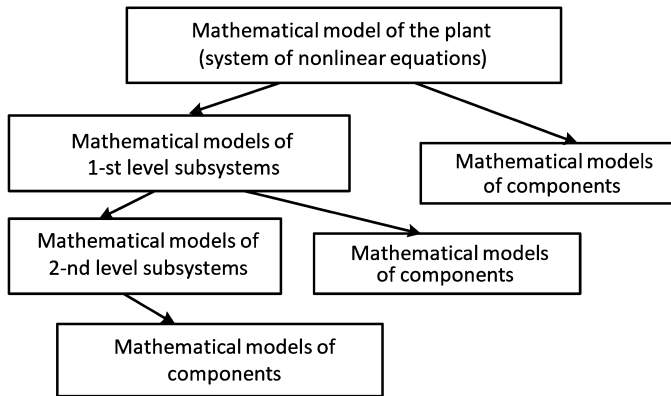 Mathematical model of the plant
(system of nonlinear equations)
Mathematical models of
1-st level subsystems
Mathematical models
of components
Mathematical models of
2-nd level subsystems
Mathematical models
of components
Mathematical models of
components